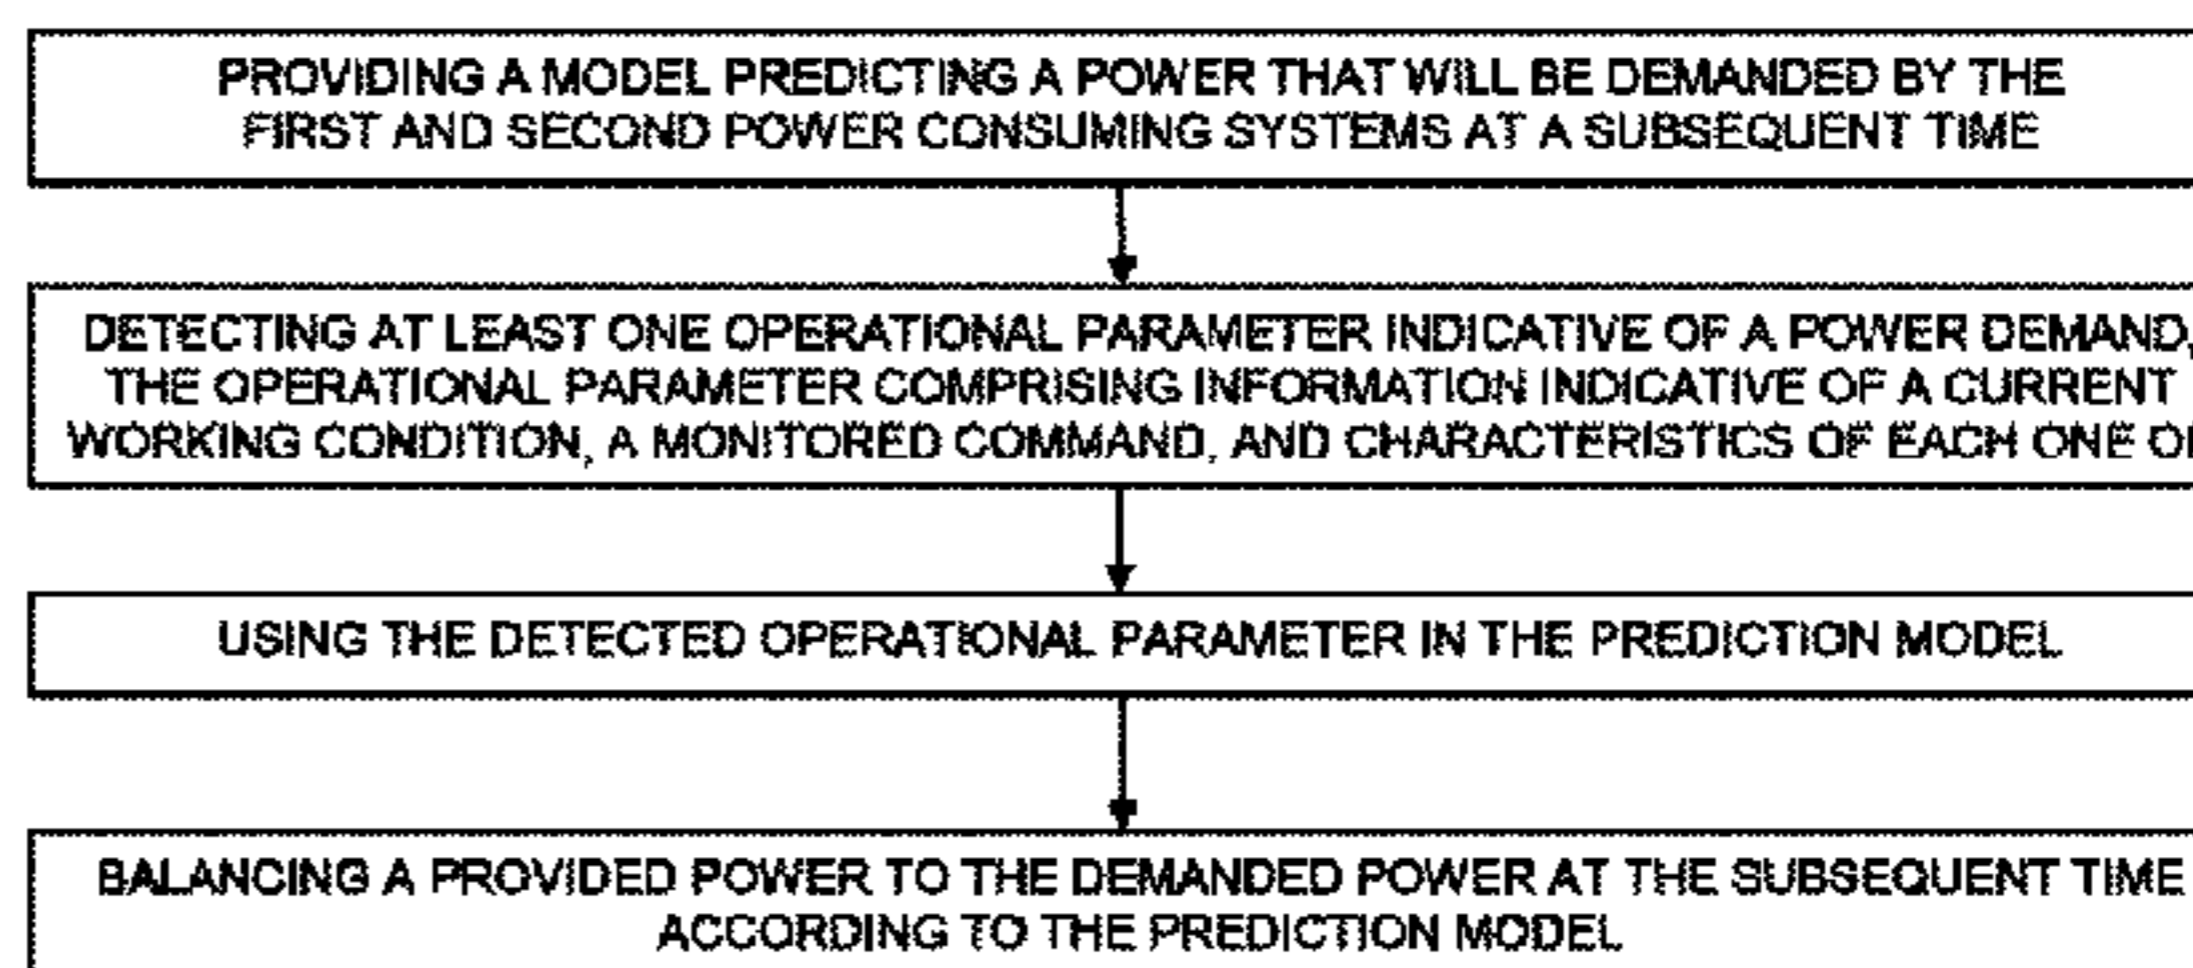 PROVIDING A MODEL PREDICTING A POWER THAT WILL BE DEMANDED BY THE
FIRST AND SECOND POWER CONSUMING SYSTEMS AT A SUBSEQUENT TIME
DETECTING AT LEAST ONE OPERATIONAL PARAMETER INDICATIVE OF A POWER DEMAND,
THE OPERATIONAL PARAMETER COMPRISING INFORMATION INDICATIVE OF A CURRENT
WORKING CONDITION, A MONITORED COMMAND, AND CHARACTERISTICS OF EACH ONE
USING THE DETECTED OPERATIONAL PARAMETER IN THE PREDICTION MODEL
BALANCING A PROVIDED POWER TO THE DEMANDED POWER AT THE SUBSEQUENT TIME
ACCORDING TO THE PREDICTION MODEL